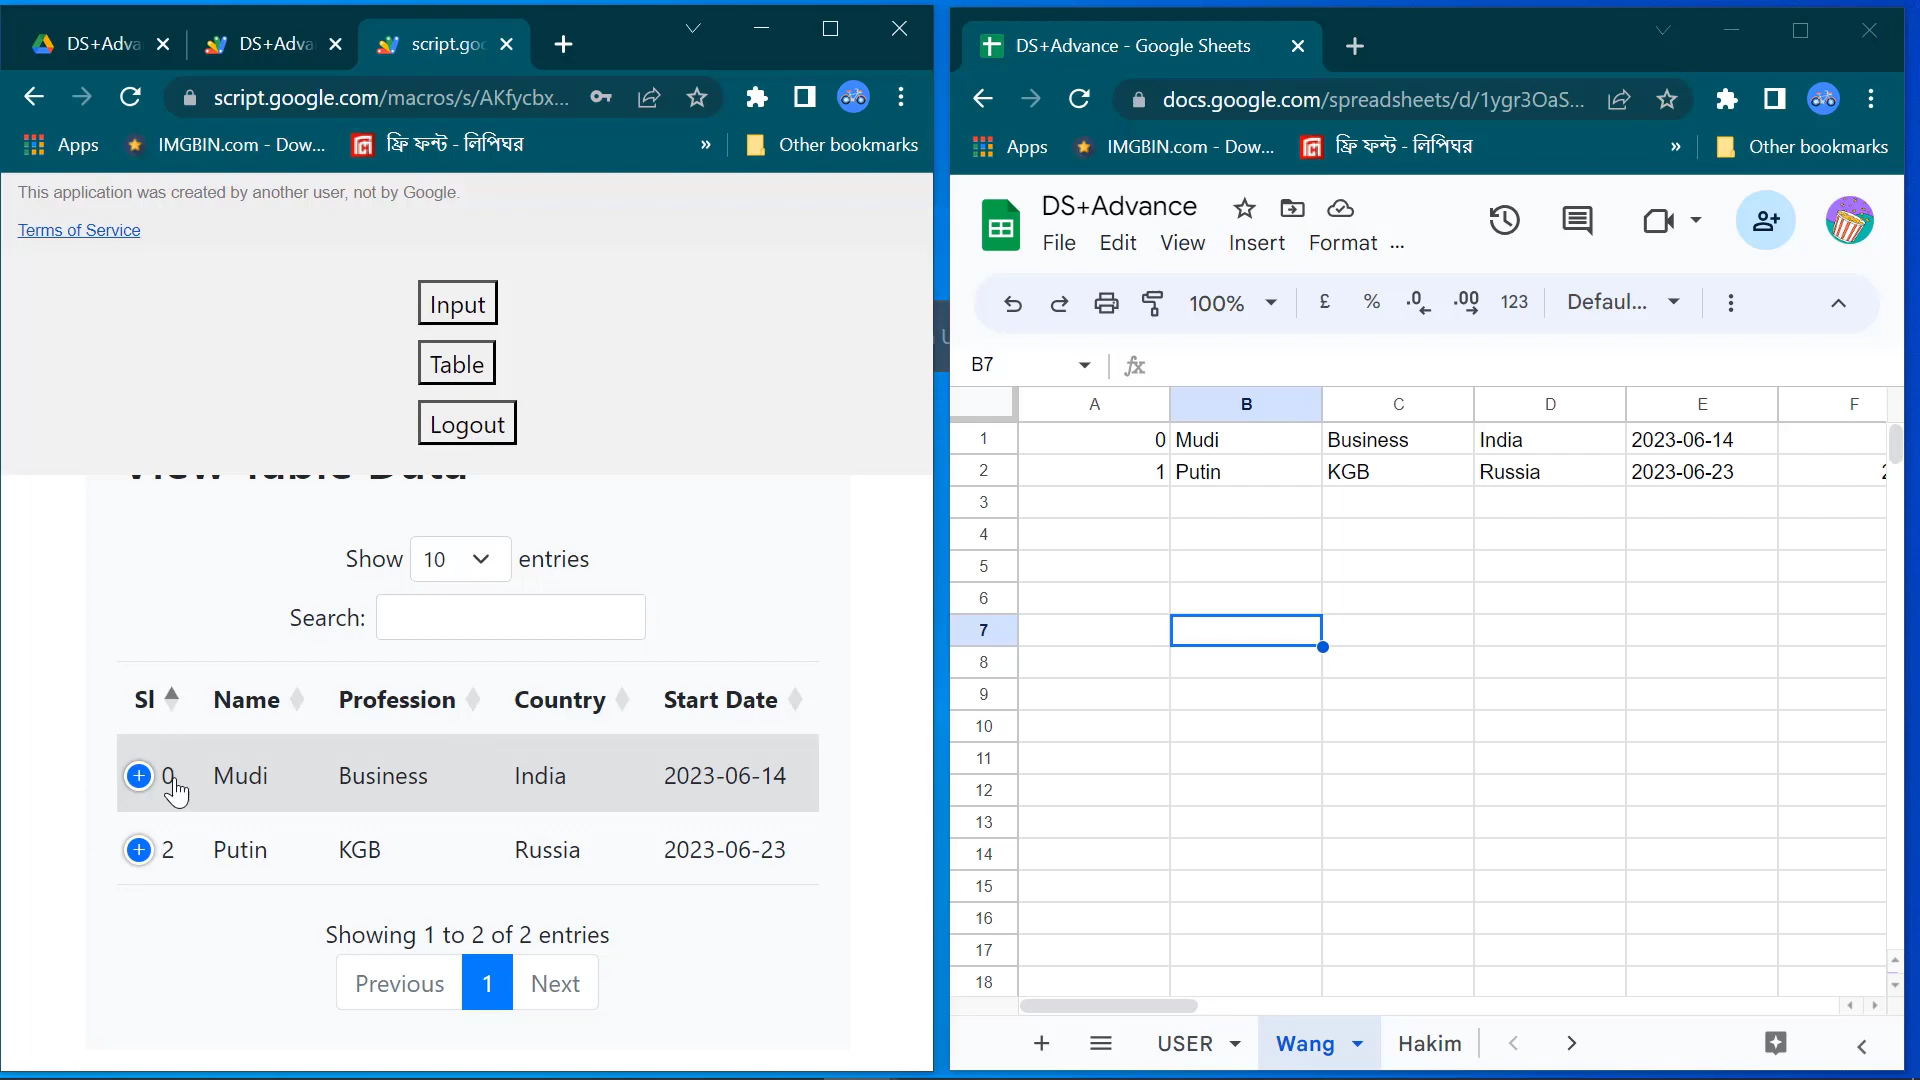 DS+Adva
DS+Adva
script.goo
script.google.com/macros/s/AKfycbx...
Apps
IMGBIN.com - Dow...
ফ্রি ফন্ট - লিপিঘর
»
Other bookmarks
This application was created by another user, not by Google.
Terms of Service
Input
Table
Logout
View Table Data
Show 10 entries
Search:
Sl Name Profession Country Start Date
0 Mudi Business India 2023-06-14
2 Putin KGB Russia 2023-06-23
Showing 1 to 2 of 2 entries
Previous 1 Next
DS+Advance - Google Sheets
docs.google.com/spreadsheets/d/1ygr3OaS...
Apps
IMGBIN.com - Dow...
ফ্রি ফন্ট - লিপিঘর
»
Other bookmarks
DS+Advance
File Edit View Insert Format ...
100% £ % .0 .00 123 Defaul...
B7 fx
A B C D E F
1 0 Mudi Business India 2023-06-14
2 1 Putin KGB Russia 2023-06-23
3
4
5
6
7
8
9
10
11
12
13
14
15
16
17
18
USER Wang Hakim